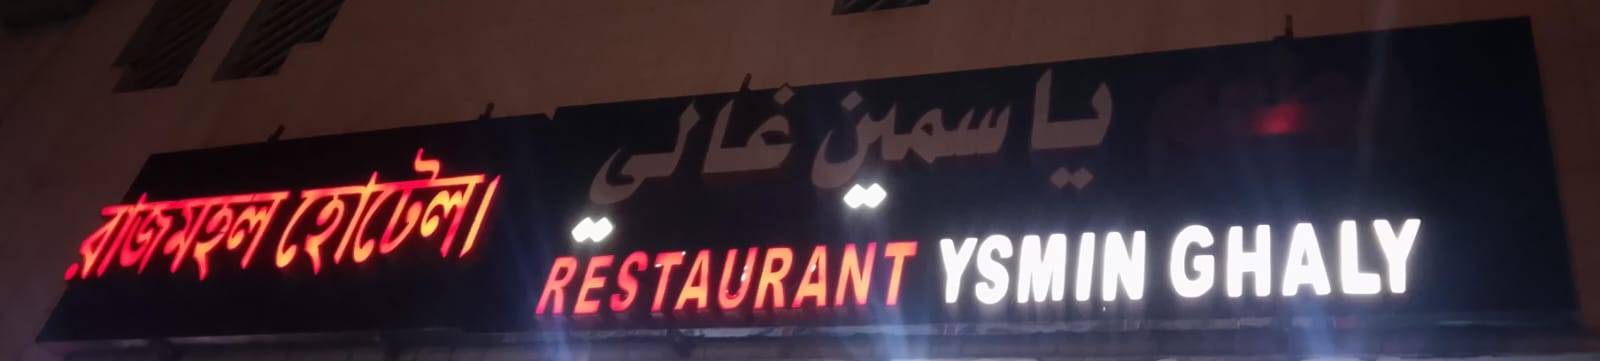 ياسمين غالي
রাজমহল হোটেল।
RESTAURANT YSMIN GHALY